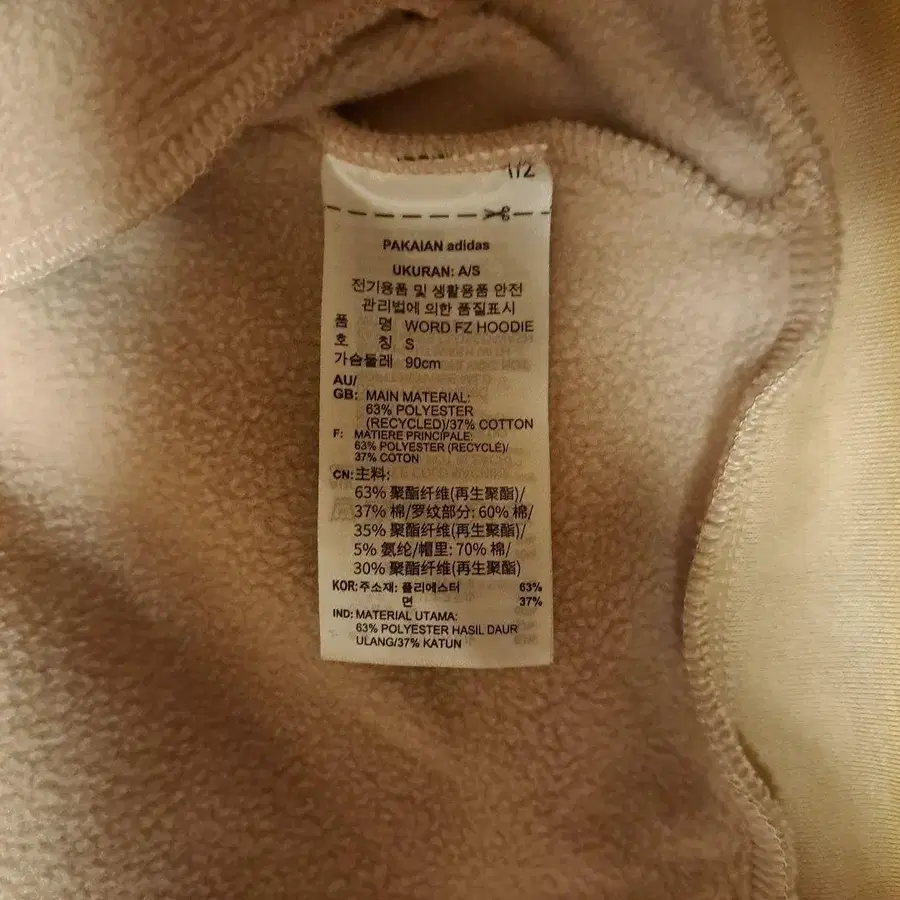 1/2
PAKAIAN adidas
UKURAN: A/S
전기용품 및 생활용품 안전
관리법에 의한 품질표시
품 명 WORD FZ HOODIE
호 칭 S
가슴둘레 90cm
AU/
GB: MAIN MATERIAL:
63% POLYESTER
(RECYCLED)/37% COTTON
F: MATIERE PRINCIPALE:
63% POLYESTER (RECYCLÉ)/
37% COTON
CN: 主料:
63% 聚酯纤维(再生聚酯)/
37% 棉/罗纹部分: 60% 棉/
35% 聚酯纤维(再生聚酯)/
5% 氨纶/帽里: 70% 棉/
30% 聚酯纤维(再生聚酯)
KOR: 주소재: 폴리에스터 63%
면 37%
IND: MATERIAL UTAMA:
63% POLYESTER HASIL DAUR
ULANG/37% KATUN